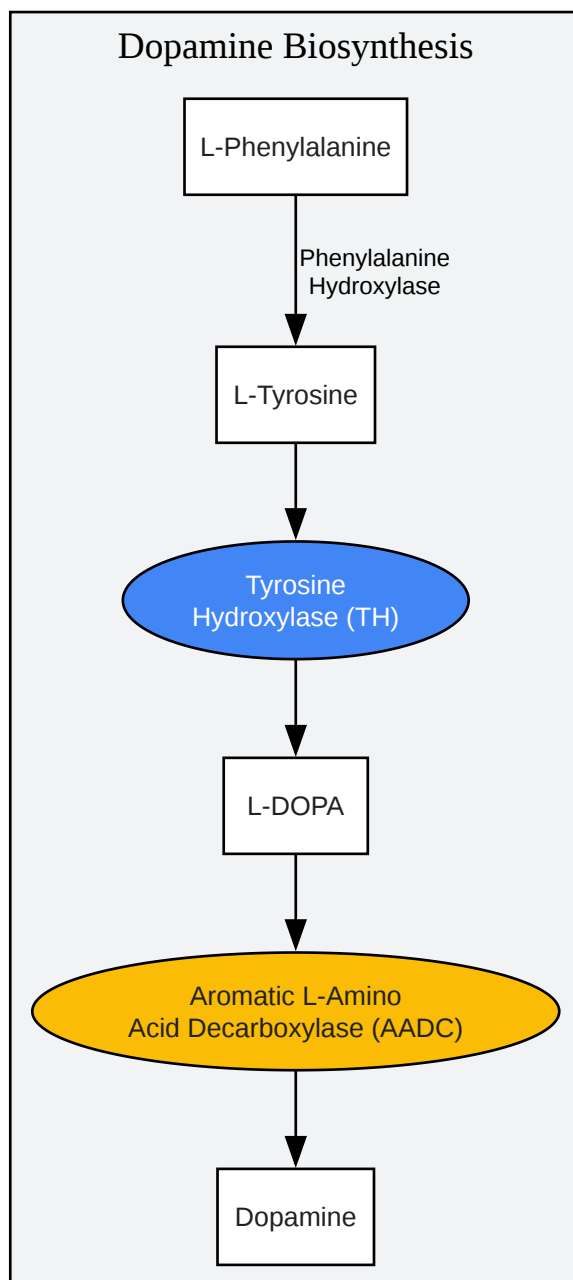 Dopamine Biosynthesis
L-Phenylalanine
Phenylalanine
Hydroxylase
L-Tyrosine
Tyrosine
Hydroxylase (TH)
L-DOPA
Aromatic L-Amino
Acid Decarboxylase (AADC)
Dopamine